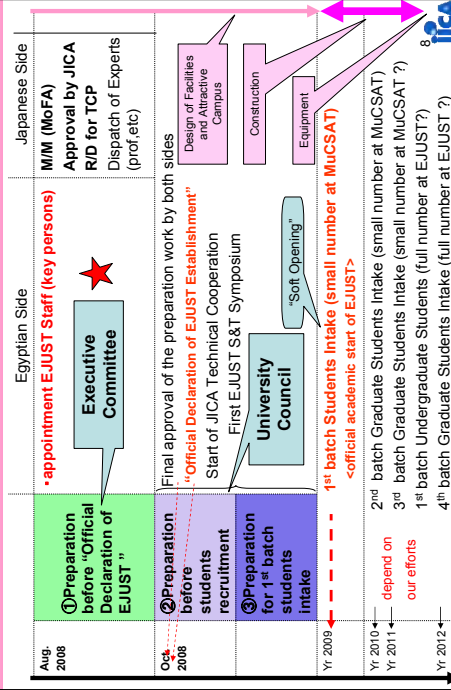 Egyptian Side
Japanese Side
Aug.
2008
①Preparation
before “Official
Declaration of
EJUST ”
•appointment EJUST Staff (key persons)
Executive
Committee
M/M (MoFA)
Approval by JICA
R/D for TCP
Dispatch of Experts
(prof,etc)
Oct.
2008
②Preparation
before
students
recruitment
③Preparation
for 1st batch
students
intake
Final approval of the preparation work by both sides
“Official Declaration of EJUST Establishment”
Start of JICA Technical Cooperation
First EJUST S&T Symposium
University
Council
“Soft Opening”
Design of Facilities
and Attractive
Campus
Construction
Equipment
Yr 2009
1st batch Students Intake (small number at MuCSAT)
<official academic start of EJUST>
Yr 2010
Yr 2011
depend on
our efforts
Yr 2012
2nd batch Graduate Students Intake (small number at MuCSAT)
3rd batch Graduate Students Intake (small number at MuCSAT ?)
1st batch Undergraduate Students (full number at EJUST?)
4th batch Graduate Students Intake (full number at EJUST ?)
8
jica